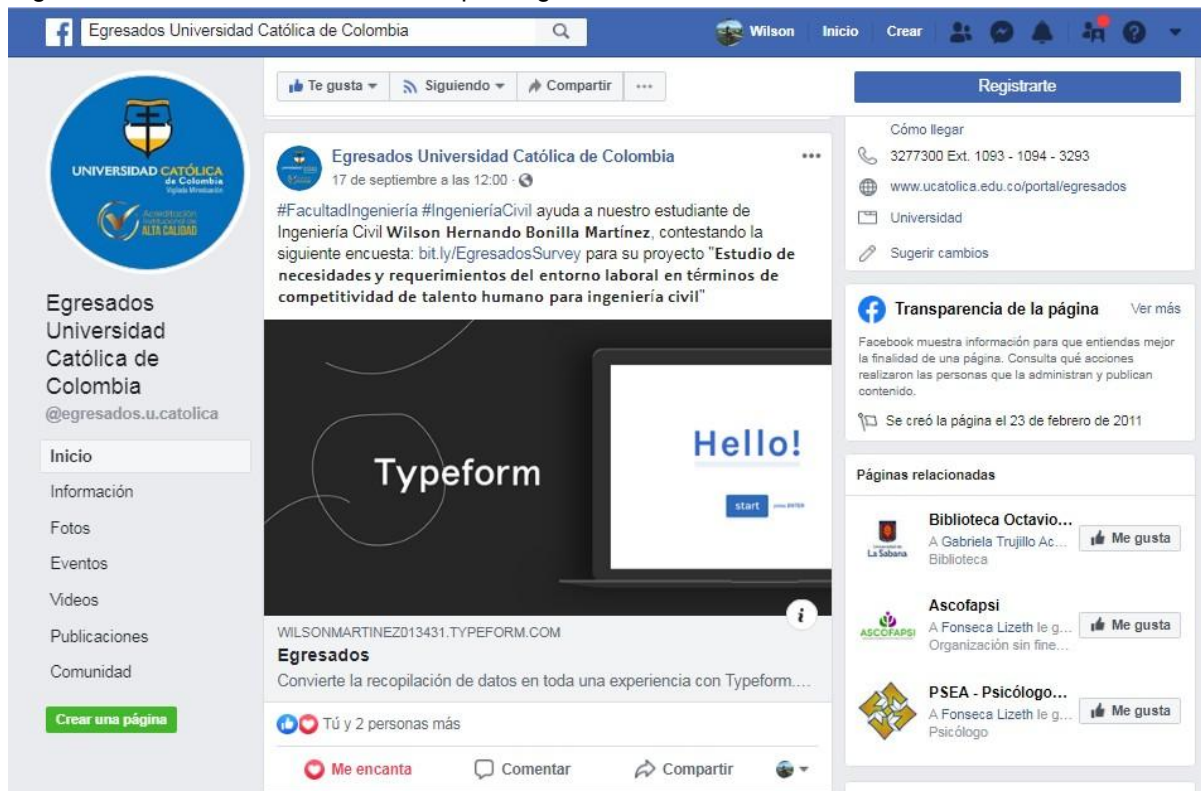 Egresados Universidad Católica de Colombia
Wilson
Inicio
Crear
UNIVERSIDAD CATÓLICA
de Colombia
Vigilada Mineducación
Acreditación
Institucional de
ALTA CALIDAD
Egresados
Universidad
Católica de
Colombia
@egresados.u.catolica
Inicio
Información
Fotos
Eventos
Videos
Publicaciones
Comunidad
Crear una página
Te gusta
Siguiendo
Compartir
Egresados Universidad Católica de Colombia
17 de septiembre a las 12:00
#FacultadIngeniería #IngenieríaCivil ayuda a nuestro estudiante de
Ingeniería Civil Wilson Hernando Bonilla Martínez, contestando la
siguiente encuesta: bit.ly/EgresadosSurvey para su proyecto "Estudio de
necesidades y requerimientos del entorno laboral en términos de
competitividad de talento humano para ingeniería civil"
Typeform
Hello!
start
press ENTER
WILSONMARTINEZ013431.TYPEFORM.COM
Egresados
Convierte la recopilación de datos en toda una experiencia con Typeform....
Tú y 2 personas más
Me encanta
Comentar
Compartir
Registrarte
Cómo llegar
3277300 Ext. 1093 - 1094 - 3293
www.ucatolica.edu.co/portal/egresados
Universidad
Sugerir cambios
Transparencia de la página
Ver más
Facebook muestra información para que entiendas mejor
la finalidad de una página. Consulta qué acciones
realizaron las personas que la administran y publican
contenido.
Se creó la página el 23 de febrero de 2011
Páginas relacionadas
La Sabana
Biblioteca Octavio...
A Gabriela Trujillo Ac...
Biblioteca
Me gusta
ASCOFAPSI
Ascofapsi
A Fonseca Lizeth le g...
Organización sin fine...
Me gusta
PSEA - Psicólogo...
A Fonseca Lizeth le g...
Psicólogo
Me gusta